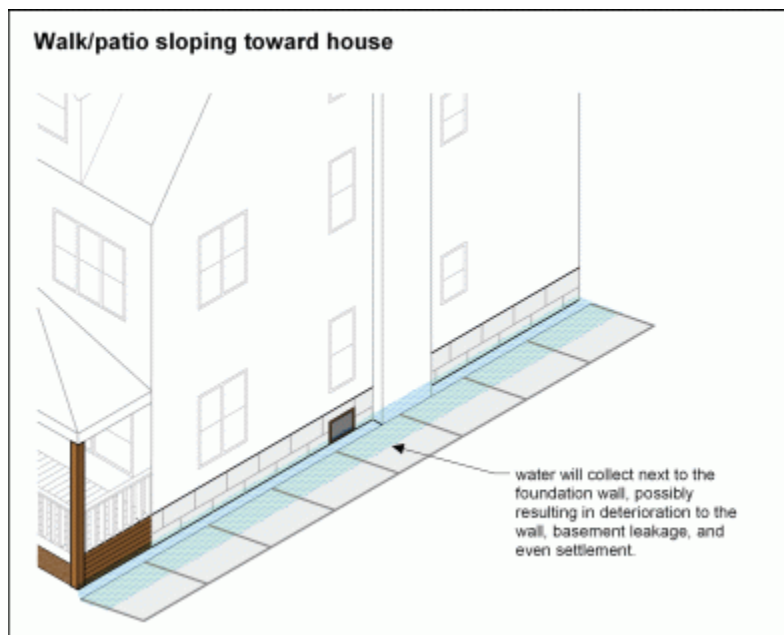 Walk/patio sloping toward house
water will collect next to the
foundation wall, possibly
resulting in deterioration to the
wall, basement leakage, and
even settlement.